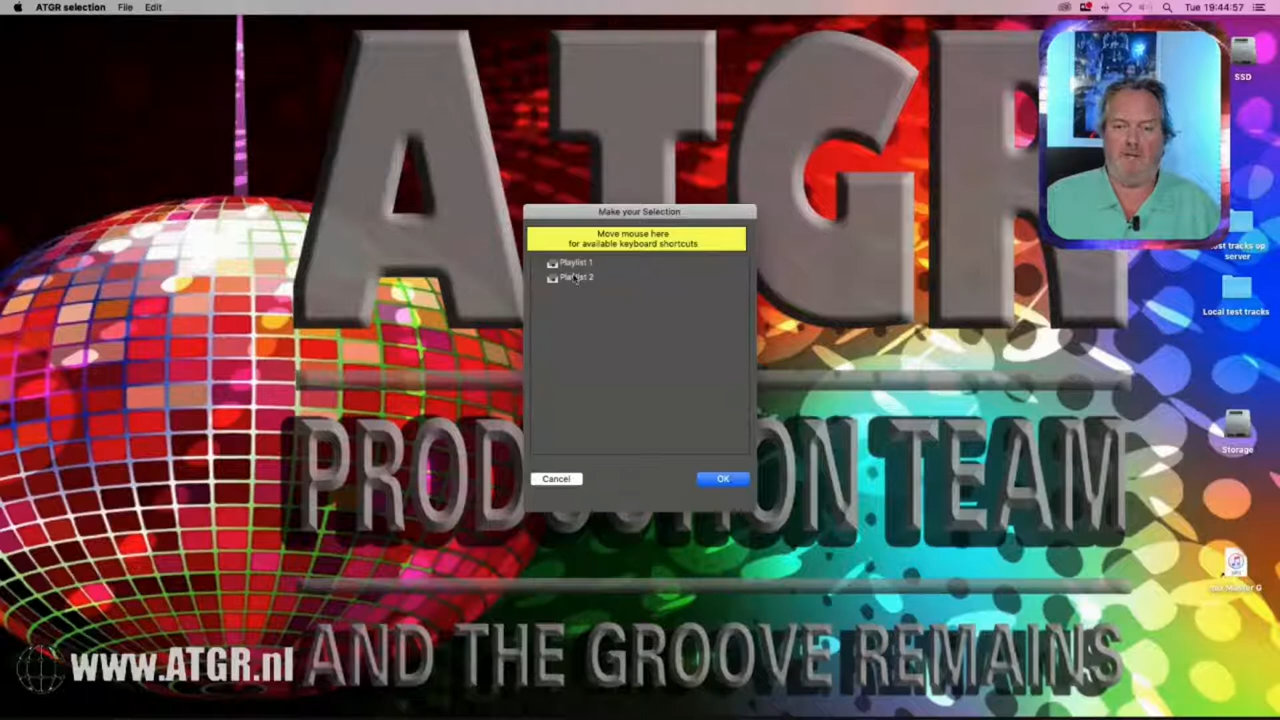 ATGR selection File Edit
Tue 19:44:57
ATGR
SSD
Make your Selection
Move mouse here
for available keyboard shortcuts
Playlist 1
Playlist 2
server
Local test tracks
Cancel
OK
Storage
PRODUCTION TEAM
AND THE GROOVE REMAINS
www.ATGR.nl